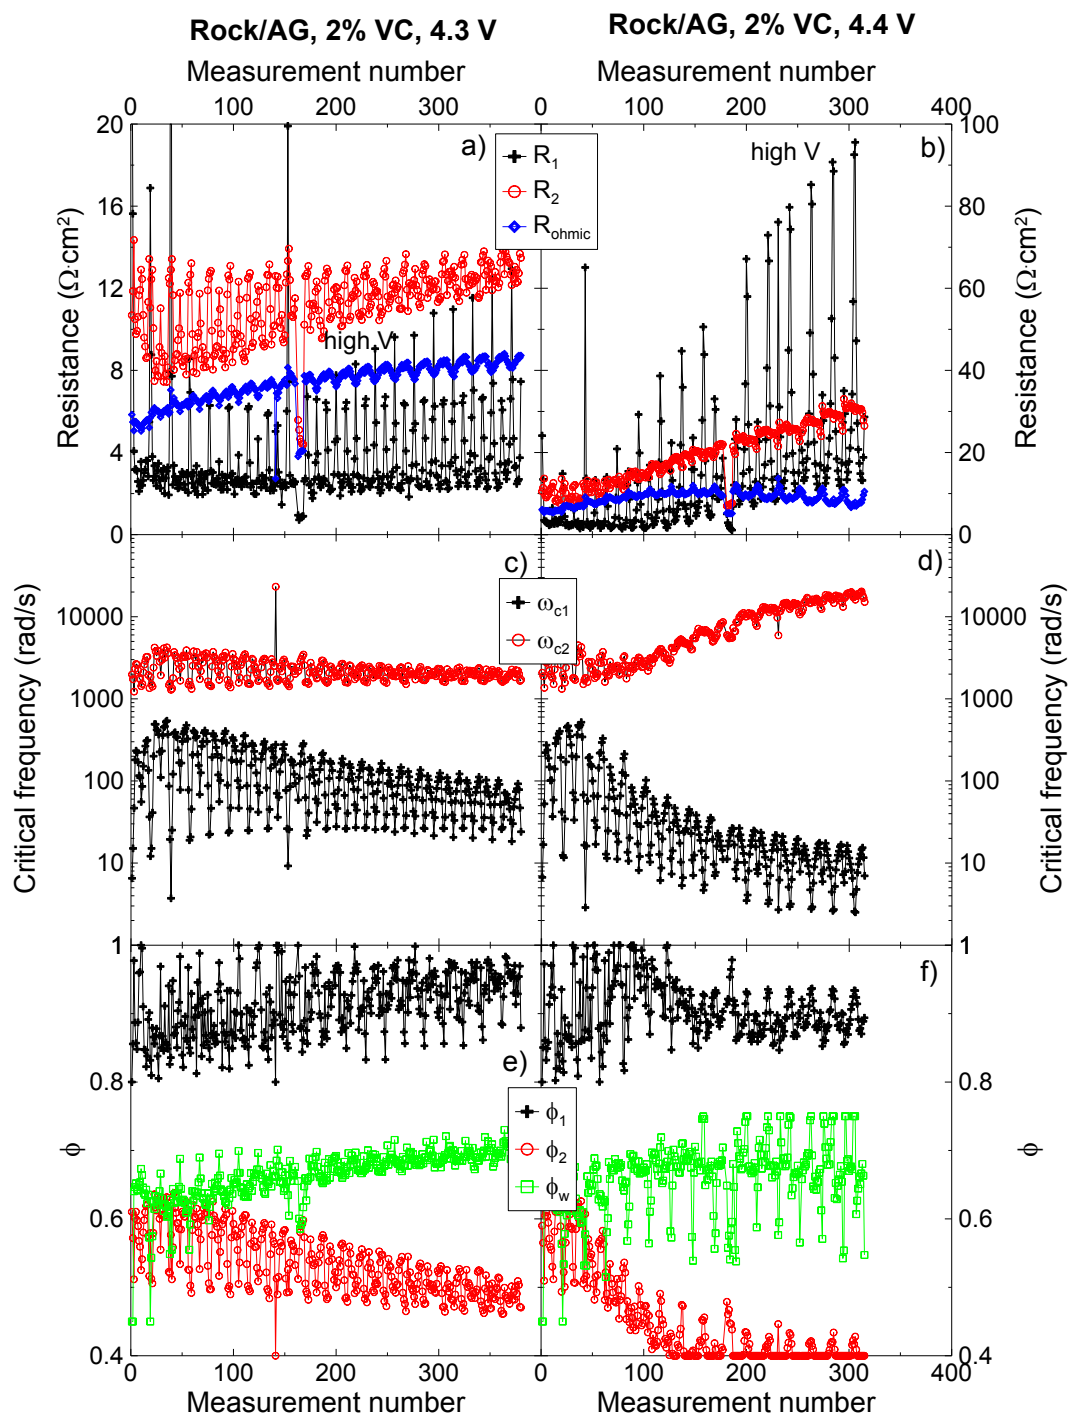 Rock/AG, 2% VC, 4.3 V
Rock/AG, 2% VC, 4.4 V
Measurement number
Measurement number
0 100 200 300
0 100 200 300 400
20
16
12
8
4
0
Resistance (Ω·cm²)
a)
high V
R₁
R₂
R_ohmic
high V
b)
100
80
60
40
20
0
Resistance (Ω·cm²)
c)
10000
1000
100
10
Critical frequency (rad/s)
ω_c1
ω_c2
d)
10000
1000
100
10
Critical frequency (rad/s)
1
0.8
0.6
0.4
ϕ
e)
ϕ₁
ϕ₂
ϕ_w
f)
1
0.8
0.6
0.4
ϕ
0 100 200 300
0 100 200 300 400
Measurement number
Measurement number